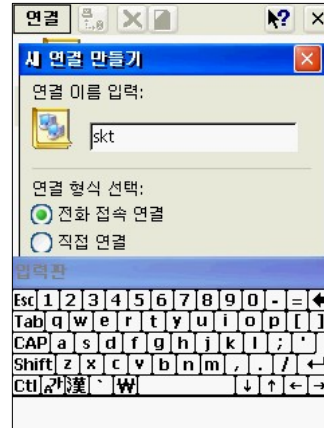 연결
새 연결 만들기
연결 이름 입력:
skt
연결 형식 선택:
전화 접속 연결
직접 연결
입력판
Esc 1 2 3 4 5 6 7 8 9 0 - =
Tab q w e r t y u i o p [ ]
CAP a s d f g h j k l ; '
Shift z x c v b n m , . /
Ctl 가 漢 ` ₩